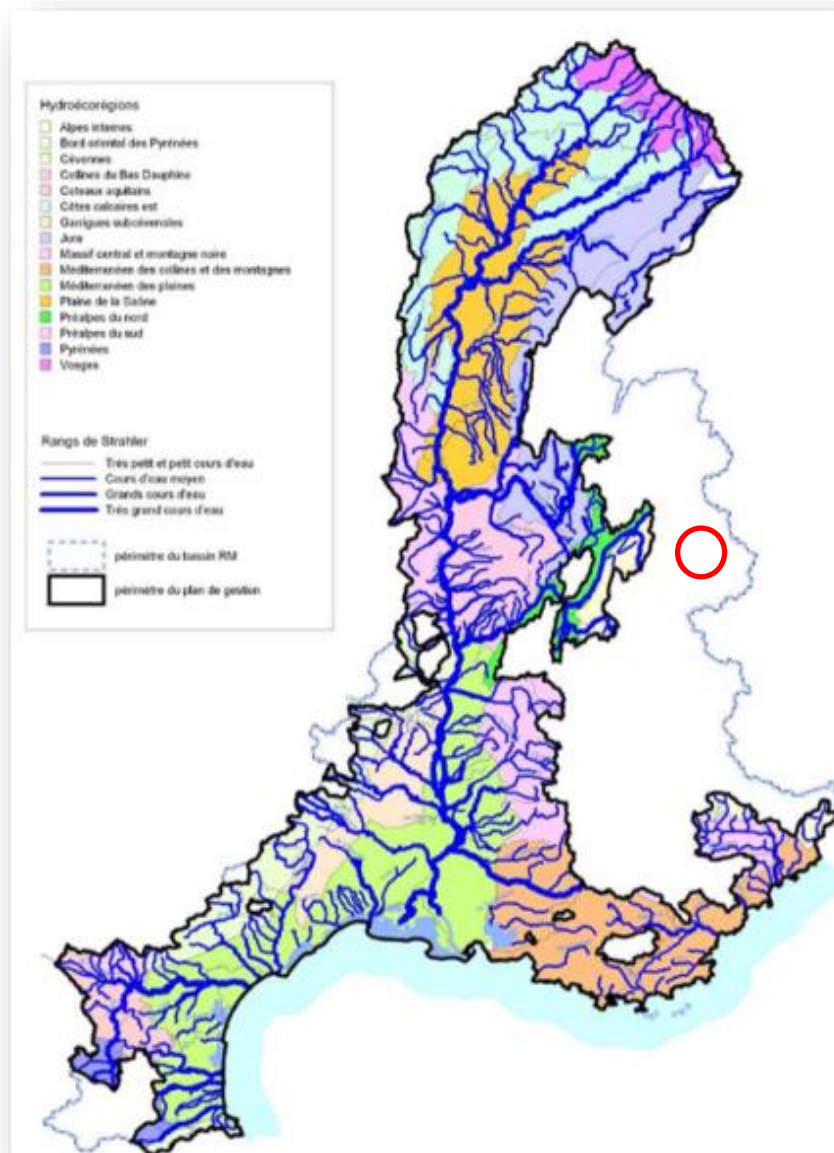 Hydroécorégions
Alpes internes
Bord oriental des Pyrénées
Cévennes
Collines du Bas Dauphine
Coteaux aquitains
Côtes calcaires est
Garrigues subcévenoles
Jura
Massif central et montagne noire
Méditerranéen des collines et des montagnes
Méditerranéen des plaines
Plaine de la Saône
Préalpes du nord
Préalpes du sud
Pyrénées
Vosges
Rangs de Strahler
Très petit et petit cours d'eau
Cours d'eau moyen
Grands cours d'eau
Très grand cours d'eau
périmètre du bassin RM
périmètre du plan de gestion